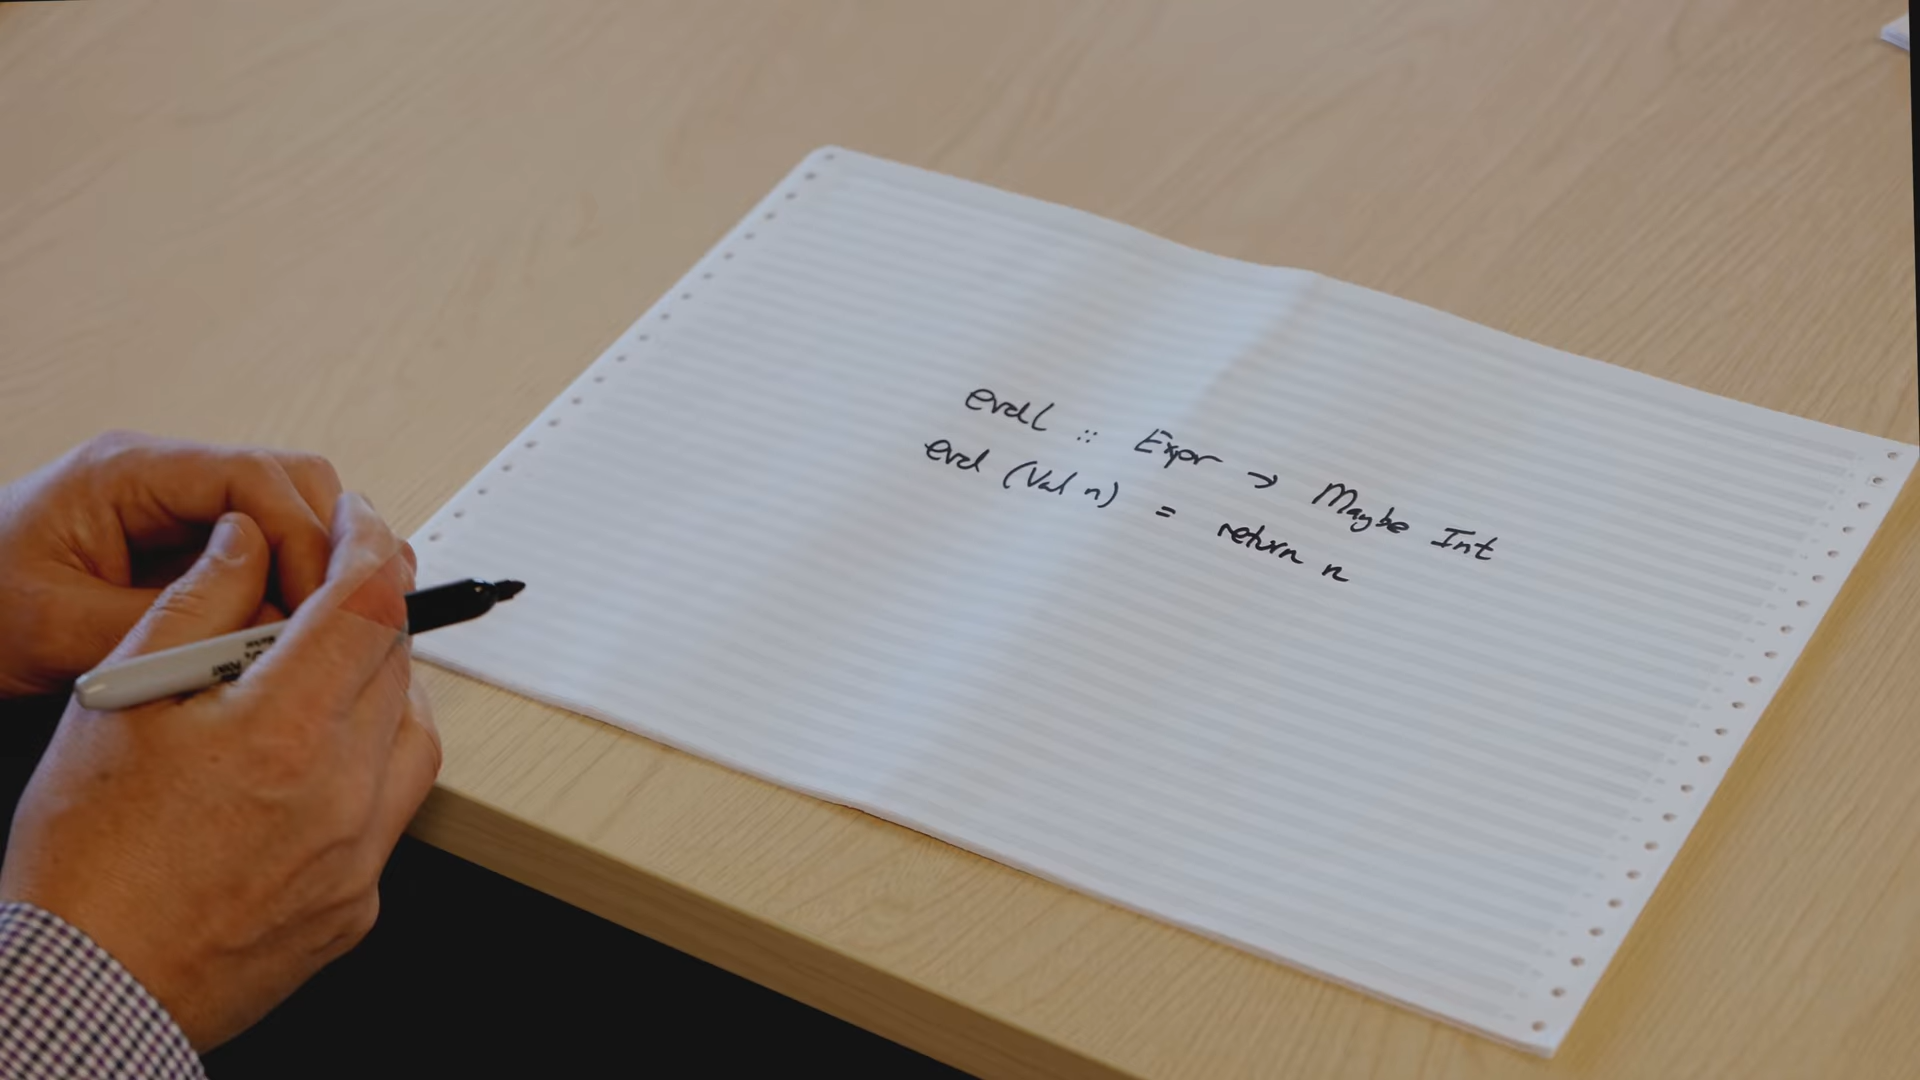 eval :: Expr → Maybe Int
eval (Val n) = return n